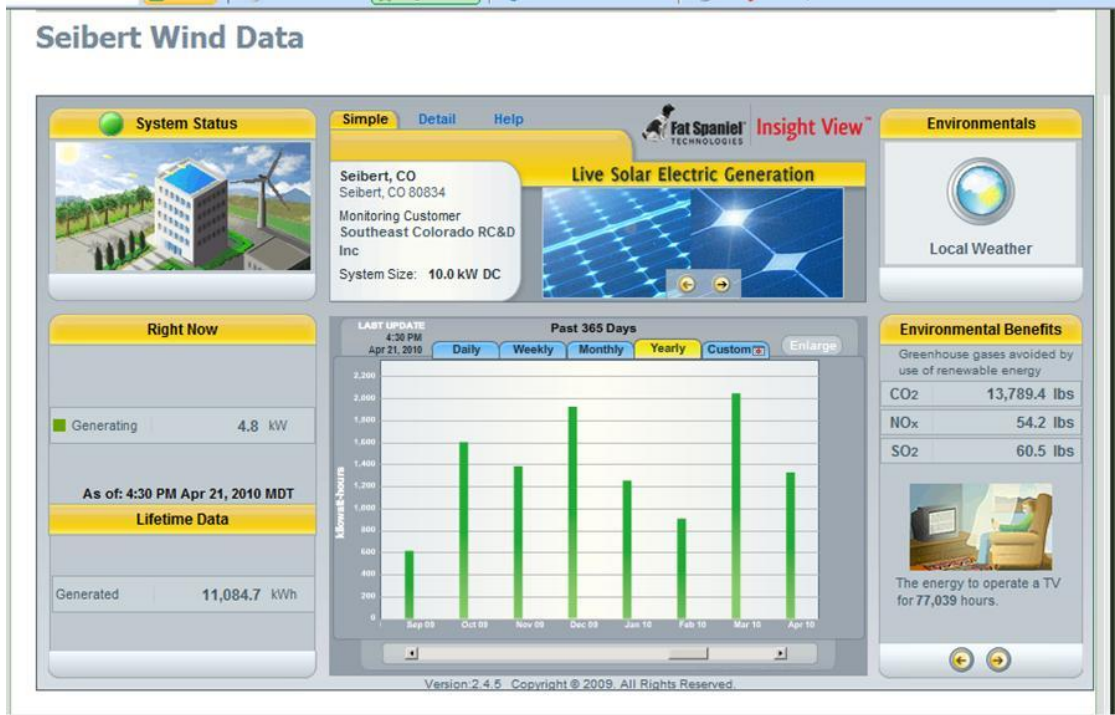 Seibert Wind Data
System Status
Simple Detail Help
Fat Spaniel
TECHNOLOGIES
Insight View™
Environmentals
Seibert, CO
Seibert, CO 80834
Monitoring Customer
Southeast Colorado RC&D
Inc
System Size: 10.0 kW DC
Live Solar Electric Generation
Local Weather
Right Now
Generating 4.8 kW
As of: 4:30 PM Apr 21, 2010 MDT
Lifetime Data
Generated 11,084.7 kWh
LAST UPDATE
4:30 PM
Apr 21, 2010
Past 365 Days
Daily Weekly Monthly Yearly Custom Enlarge
kilowatt-hours
2,200
2,000
1,800
1,600
1,400
1,200
1,000
800
600
400
200
0
Sep 09 Oct 09 Nov 09 Dec 09 Jan 10 Feb 10 Mar 10 Apr 10
Environmental Benefits
Greenhouse gases avoided by
use of renewable energy
CO2 13,789.4 lbs
NOx 54.2 lbs
SO2 60.5 lbs
The energy to operate a TV
for 77,039 hours.
Version:2.4.5 Copyright © 2009. All Rights Reserved.